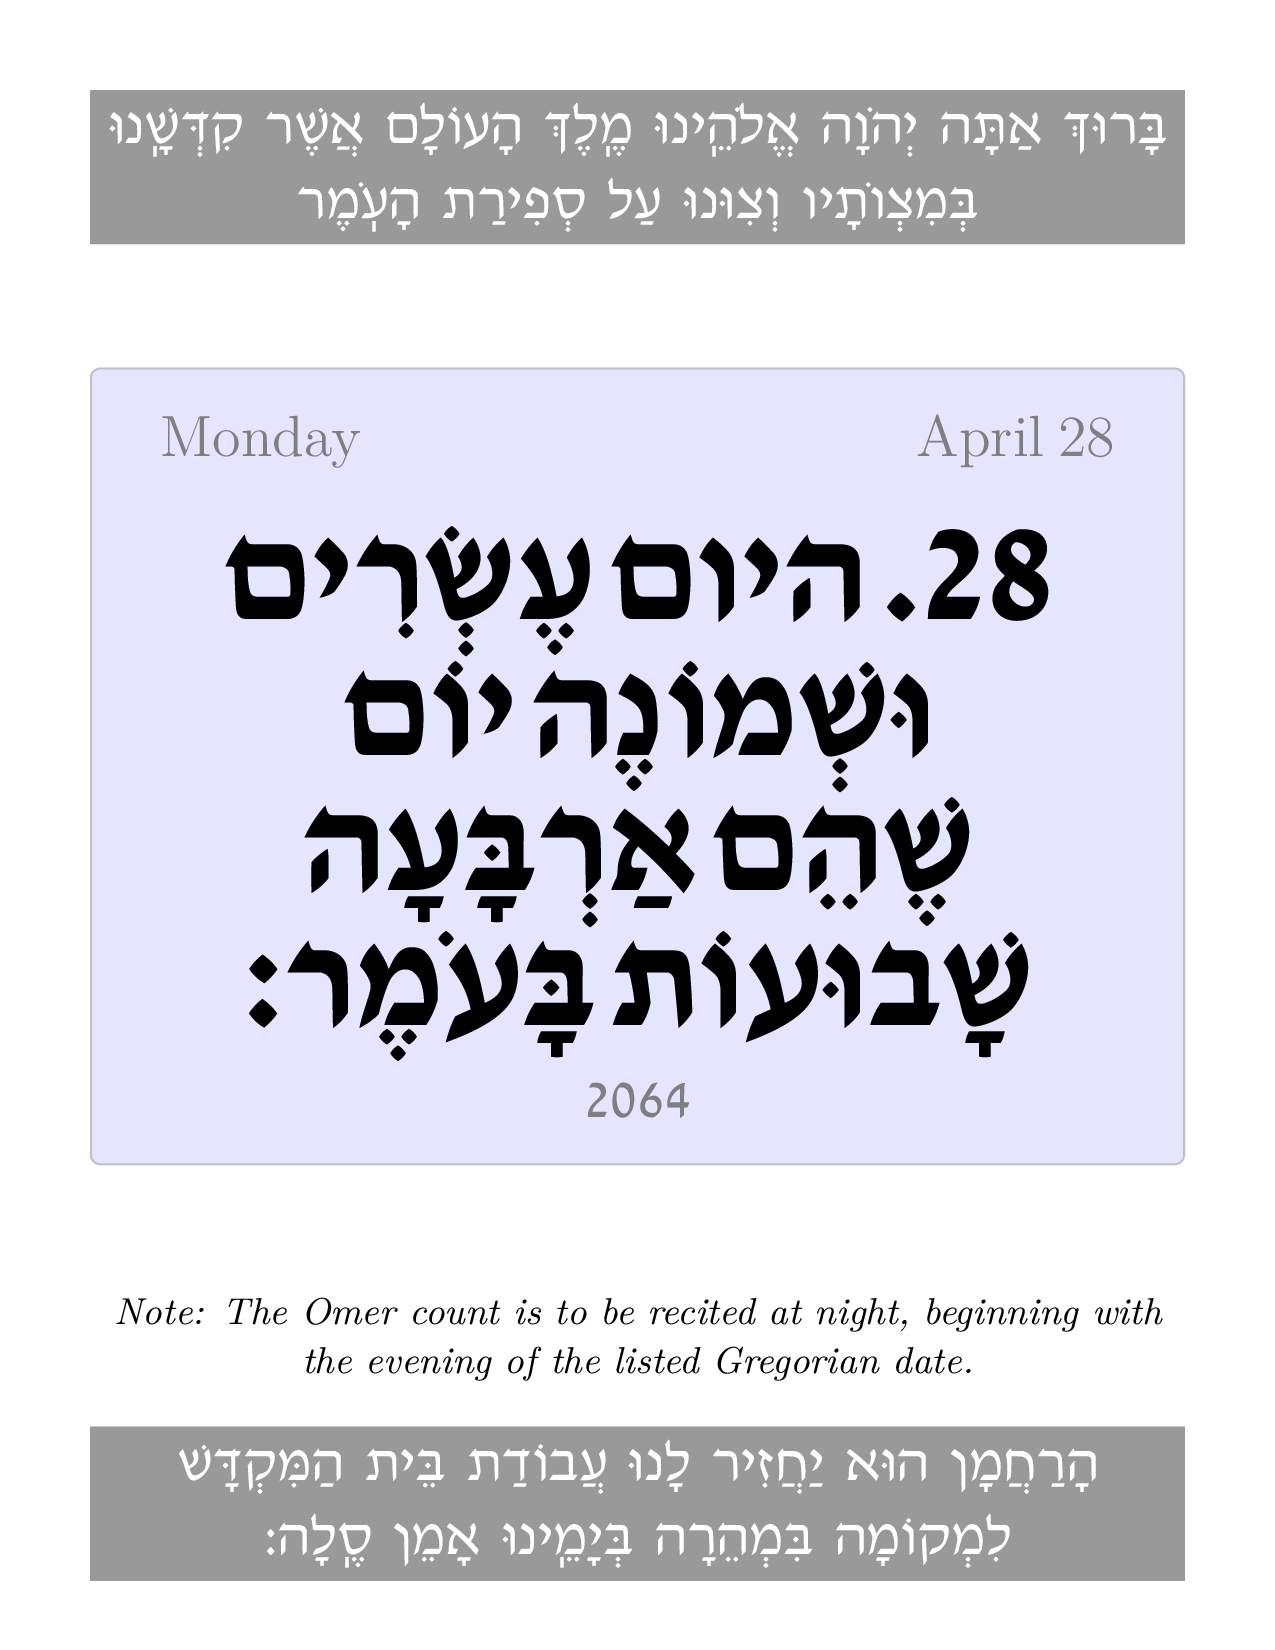 בָּרוּךְ אַתָּה יְהֹוָה אֱלֹהֵֽינוּ מֶֽלֶךְ הָעוֹלָם אֲשֶׁר קִדְּשָֽׁנוּ
בְּמִצְוֹתָיו וְצִוּנוּ עַל סְפִירַת הָעֽׂמֶר
Monday
April 28
28. היום עֶשְׂרִים
וּשְׁמוֹנֶה יוֹם
שֶׁהֵם אַרְבָּעָה
שָׁבוּעוֹת בָּעֹמֶר:
2064
Note: The Omer count is to be recited at night, beginning with
the evening of the listed Gregorian date.
הָרַחֲמָן הוּא יַחֲזִיר לָנוּ עֲבוֹדַת בֵּית הַמִּקְדָּשׁ
לִמְקוֹמָה בִּמְהֵרָה בְּיָמֵֽינוּ אָמֵן סֶֽלָה: